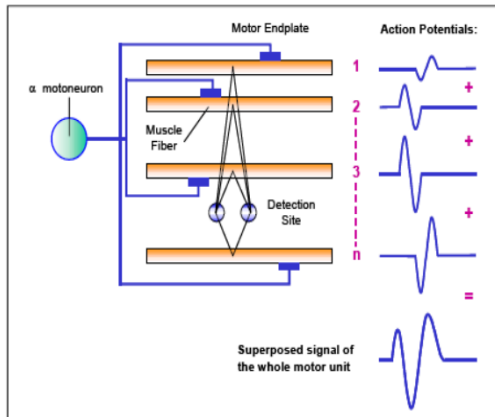 Motor Endplate
Action Potentials:
α motoneuron
1
+
2
Muscle
Fiber
+
3
Detection
Site
+
n
=
Superposed signal of
the whole motor unit